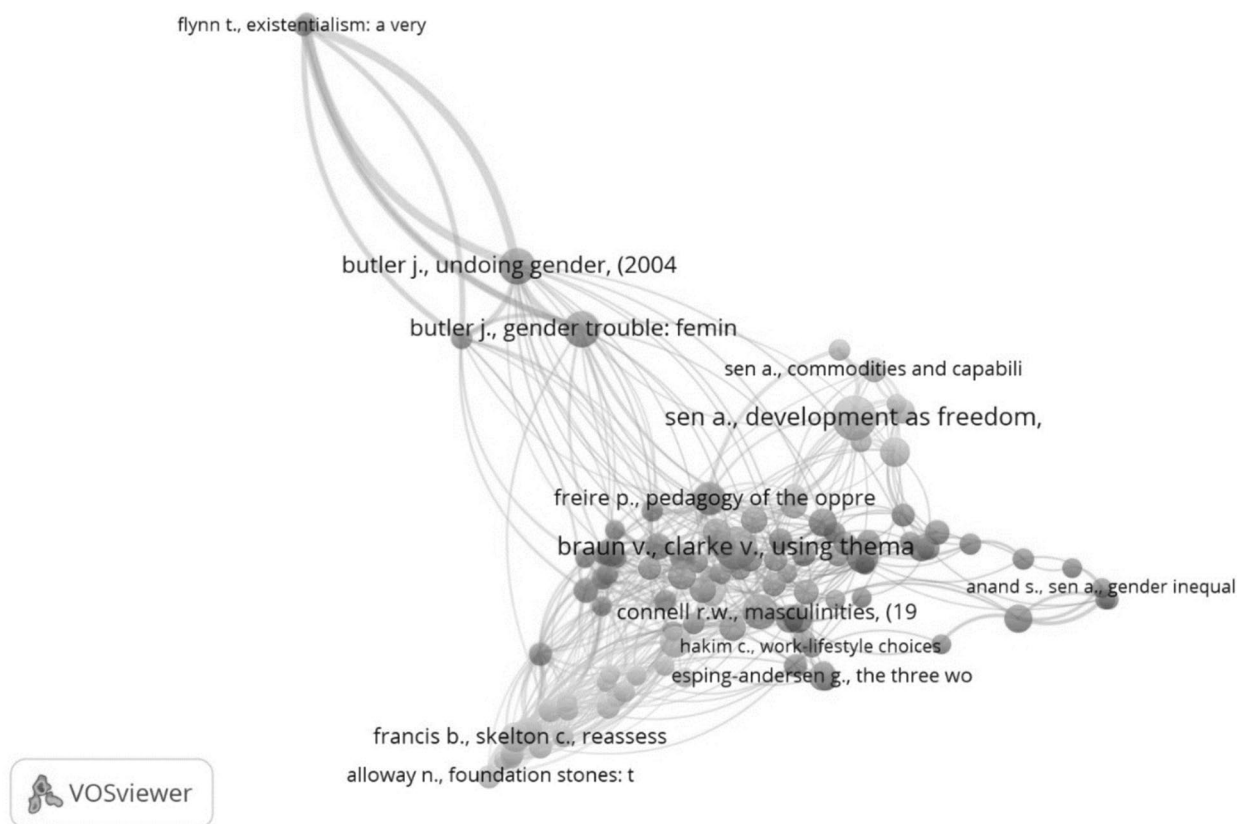 flynn t., existentialism: a very
butler j., undoing gender, (2004
butler j., gender trouble: femin
sen a., commodities and capabili
sen a., development as freedom,
freire p., pedagogy of the oppre
braun v., clarke v., using thema
anand s., sen a., gender inequal
connell r.w., masculinities, (19
hakim c., work-lifestyle choices
esping-andersen g., the three wo
francis b., skelton c., reassess
alloway n., foundation stones: t
VOSviewer